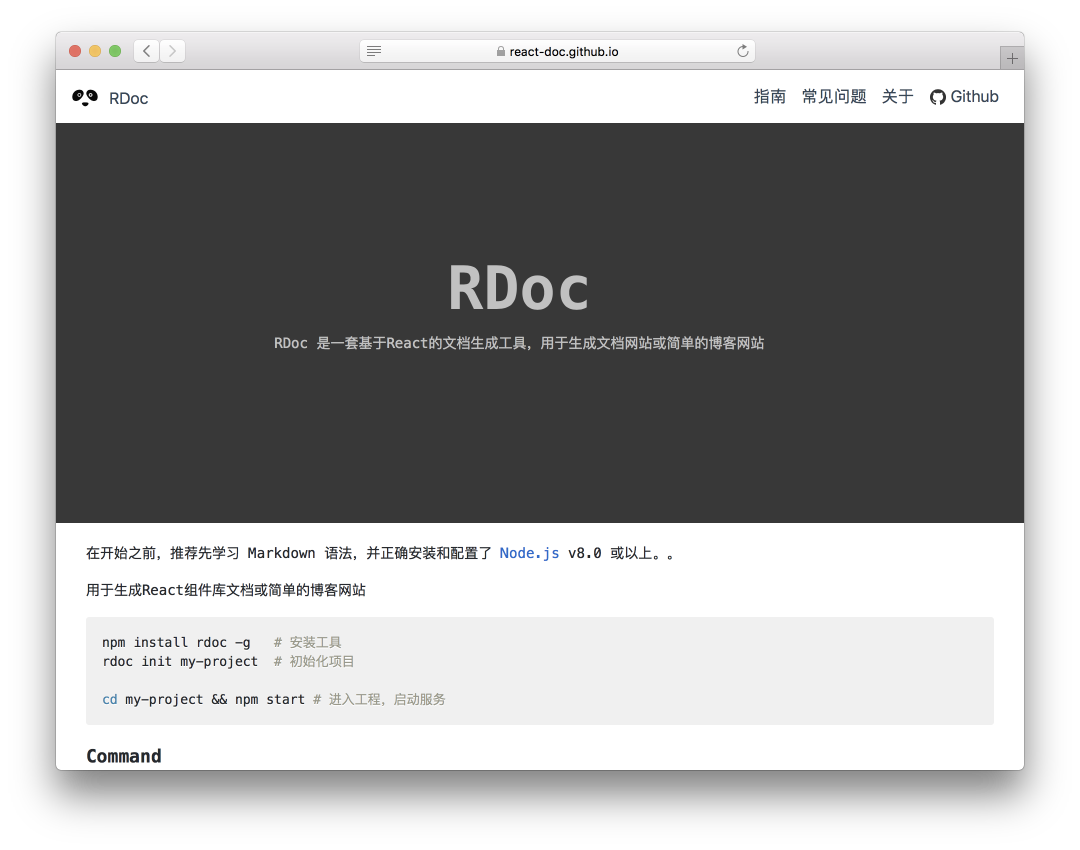 react-doc.github.io
RDoc
指南 常见问题 关于 Github
RDoc
RDoc 是一套基于React的文档生成工具，用于生成文档网站或简单的博客网站
在开始之前，推荐先学习 Markdown 语法，并正确安装和配置了 Node.js v8.0 或以上。。
用于生成React组件库文档或简单的博客网站
npm install rdoc -g   # 安装工具
rdoc init my-project  # 初始化项目
cd my-project && npm start # 进入工程，启动服务
Command